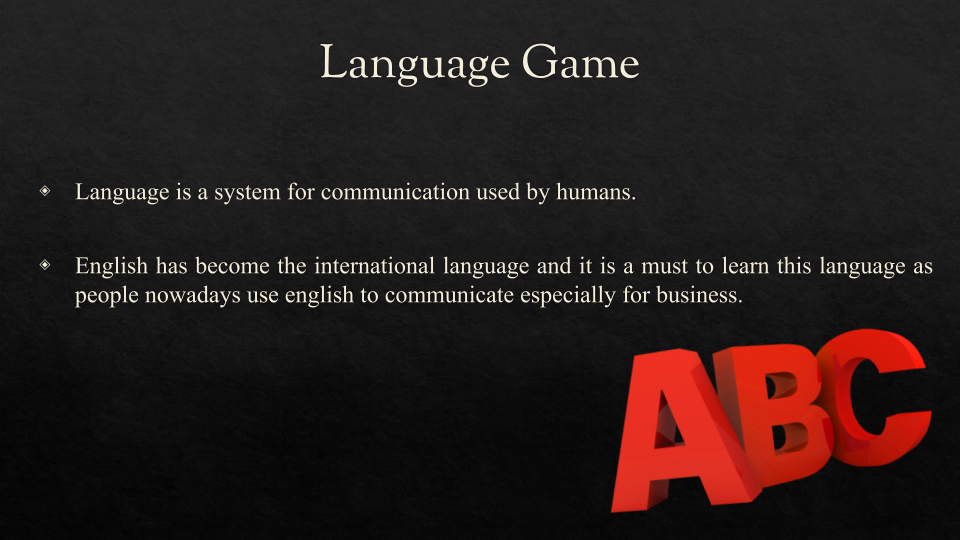 Language Game
Language is a system for communication used by humans.
English has become the international language and it is a must to learn this language as
people nowadays use english to communicate especially for business.
ABC